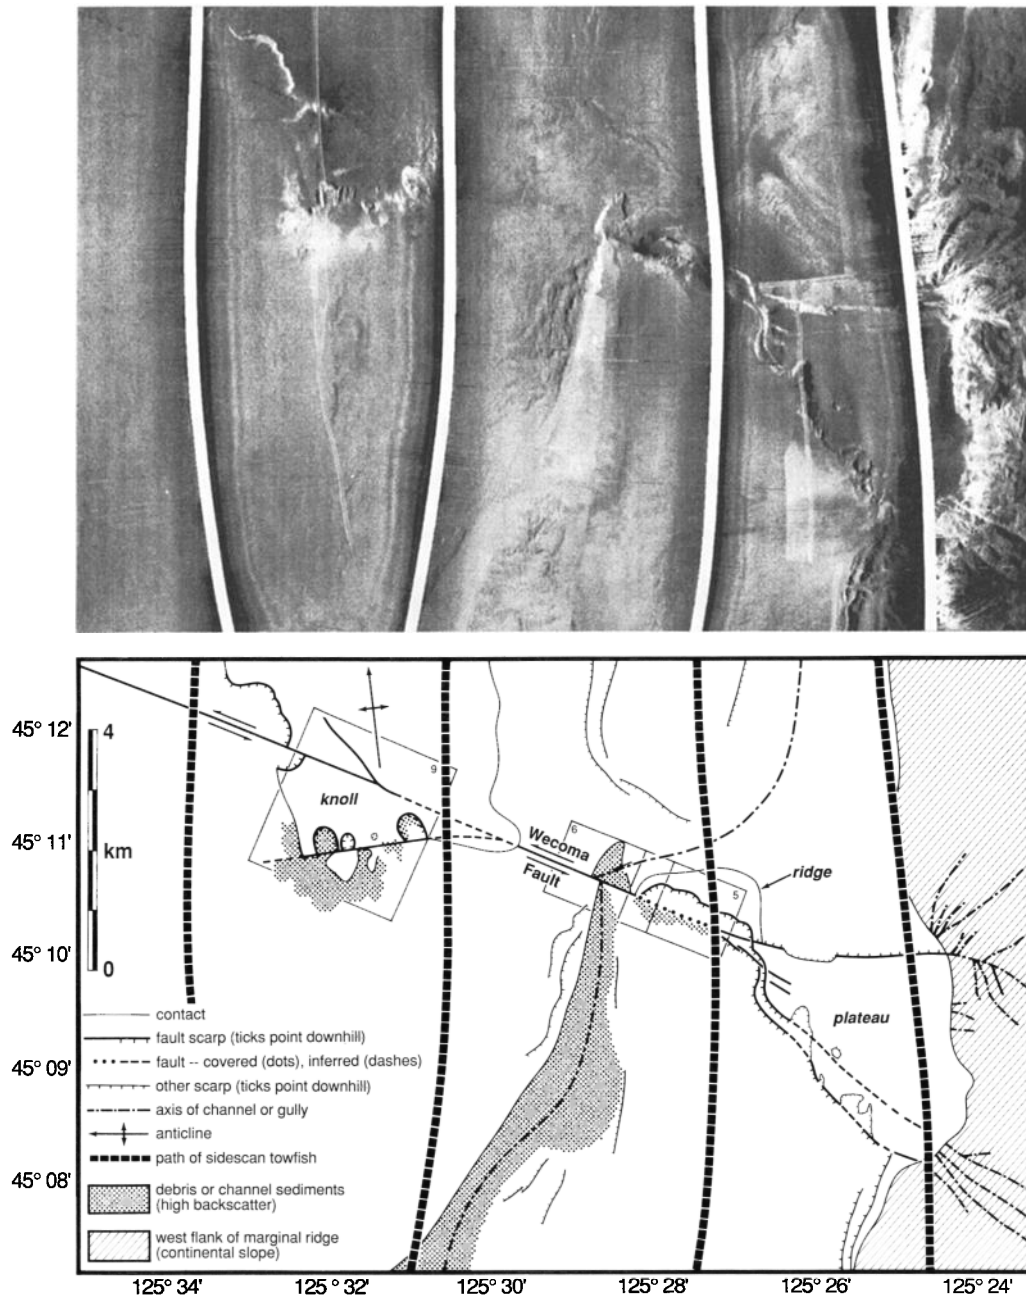 45° 12'
45° 11'
45° 10'
45° 09'
45° 08'
4
km
0
9
knoll
Wecoma
Fault
6
5
ridge
plateau
contact
fault scarp (ticks point downhill)
fault -- covered (dots), inferred (dashes)
other scarp (ticks point downhill)
axis of channel or gully
anticline
path of sidescan towfish
debris or channel sediments
(high backscatter)
west flank of marginal ridge
(continental slope)
125° 34'
125° 32'
125° 30'
125° 28'
125° 26'
125° 24'